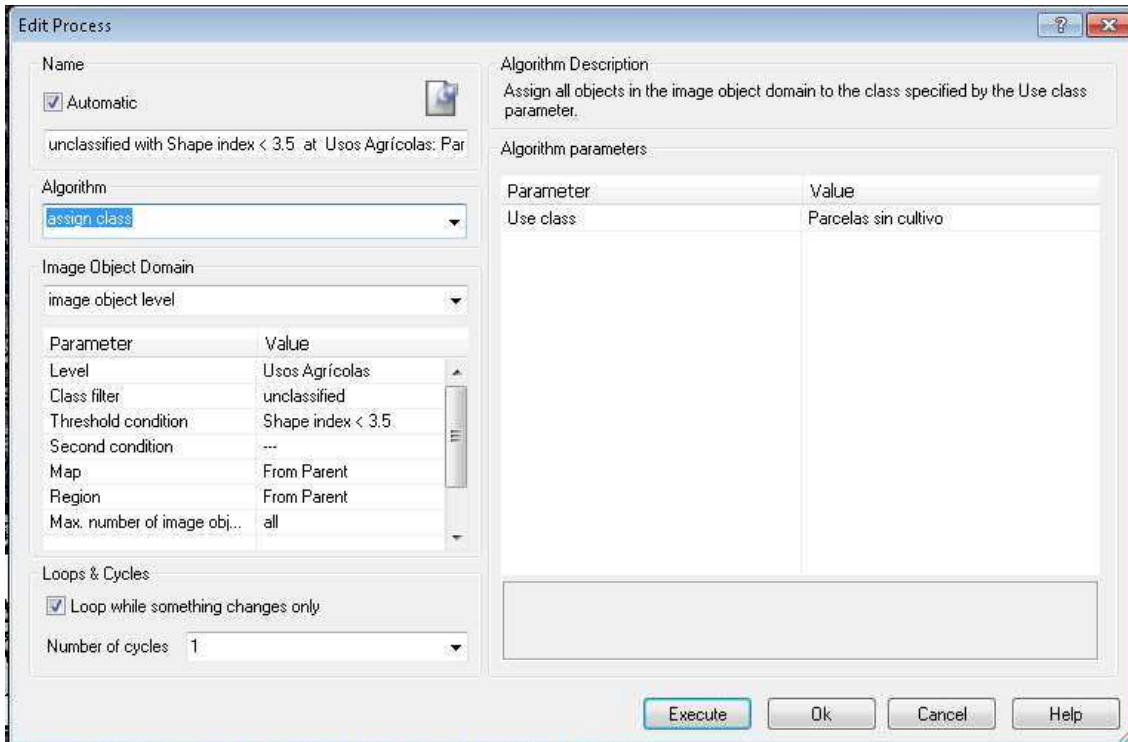 Edit Process
Name
Automatic
unclassified with Shape index < 3.5 at Usos Agrícolas: Par
Algorithm
assign class
Image Object Domain
image object level
Parameter Value
Level Usos Agrícolas
Class filter unclassified
Threshold condition Shape index < 3.5
Second condition ---
Map From Parent
Region From Parent
Max. number of image obj... all
Loops & Cycles
Loop while something changes only
Number of cycles 1
Algorithm Description
Assign all objects in the image object domain to the class specified by the Use class
parameter.
Algorithm parameters
Parameter Value
Use class Parcelas sin cultivo
Execute Ok Cancel Help